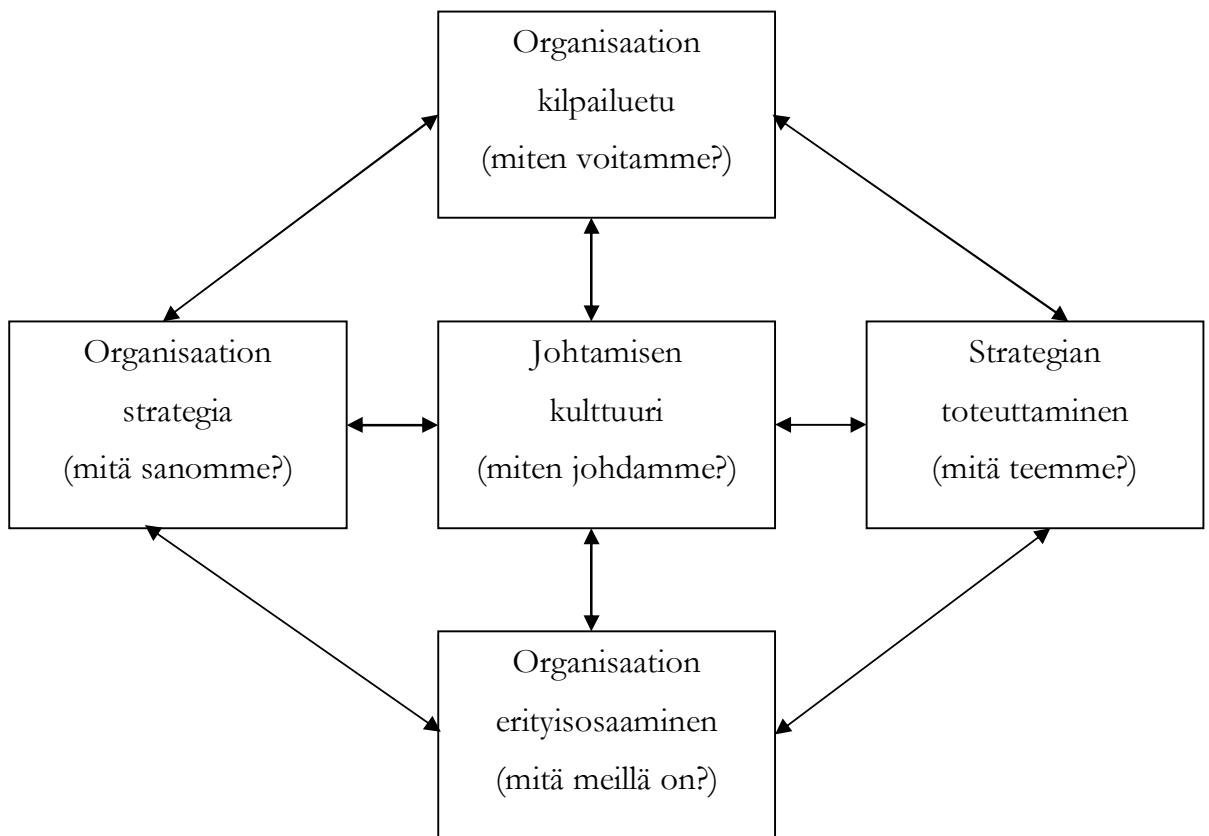 Organisaation
kilpailuetu
(miten voitamme?)
Organisaation
strategia
(mitä sanomme?)
Johtamisen
kulttuuri
(miten johdamme?)
Strategian
toteuttaminen
(mitä teemme?)
Organisaation
erityisosaaminen
(mitä meillä on?)